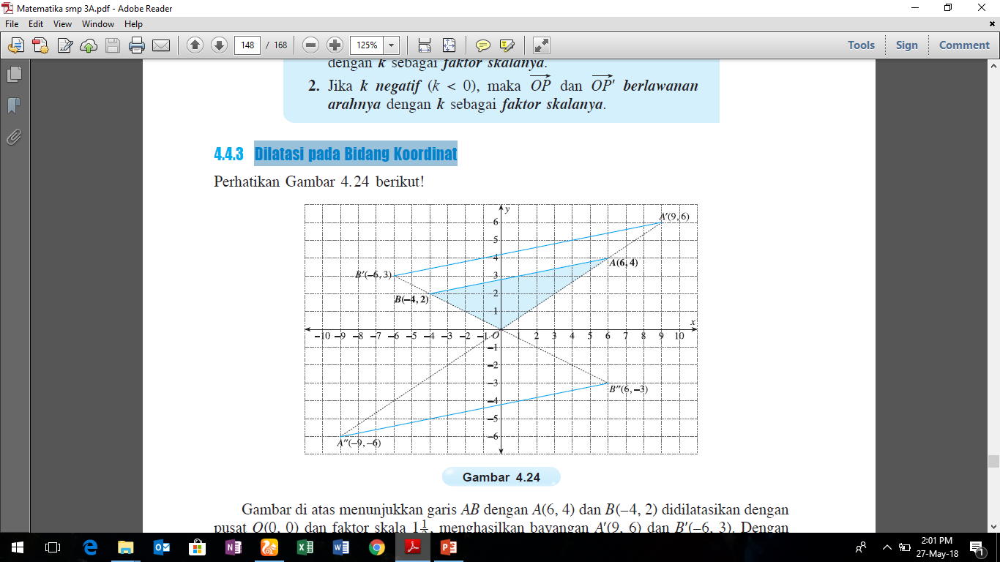 Matematika smp 3A.pdf - Adobe Reader
File Edit View Window Help
148 / 168 125% Tools Sign Comment
dengan k sebagai faktor skalanya.
2. Jika k negatif (k < 0), maka OP dan OP′ berlawanan
arahnya dengan k sebagai faktor skalanya.
4.4.3 Dilatasi pada Bidang Koordinat
Perhatikan Gambar 4.24 berikut!
y
A′(9, 6)
6
5
4
A(6, 4)
B′(–6, 3)
3
B(–4, 2)
2
1
x
–10 –9 –8 –7 –6 –5 –4 –3 –2 –1 O 1 2 3 4 5 6 7 8 9 10
–1
–2
–3
B″(6, –3)
–4
–5
–6
A″(–9, –6)
Gambar 4.24
Gambar di atas menunjukkan garis AB dengan A(6, 4) dan B(–4, 2) didilatasikan dengan
pusat O(0, 0) dan faktor skala 1 1, menghasilkan bayangan A′(9, 6) dan B′(–6, 3). Dengan
2:01 PM
27-May-18
1